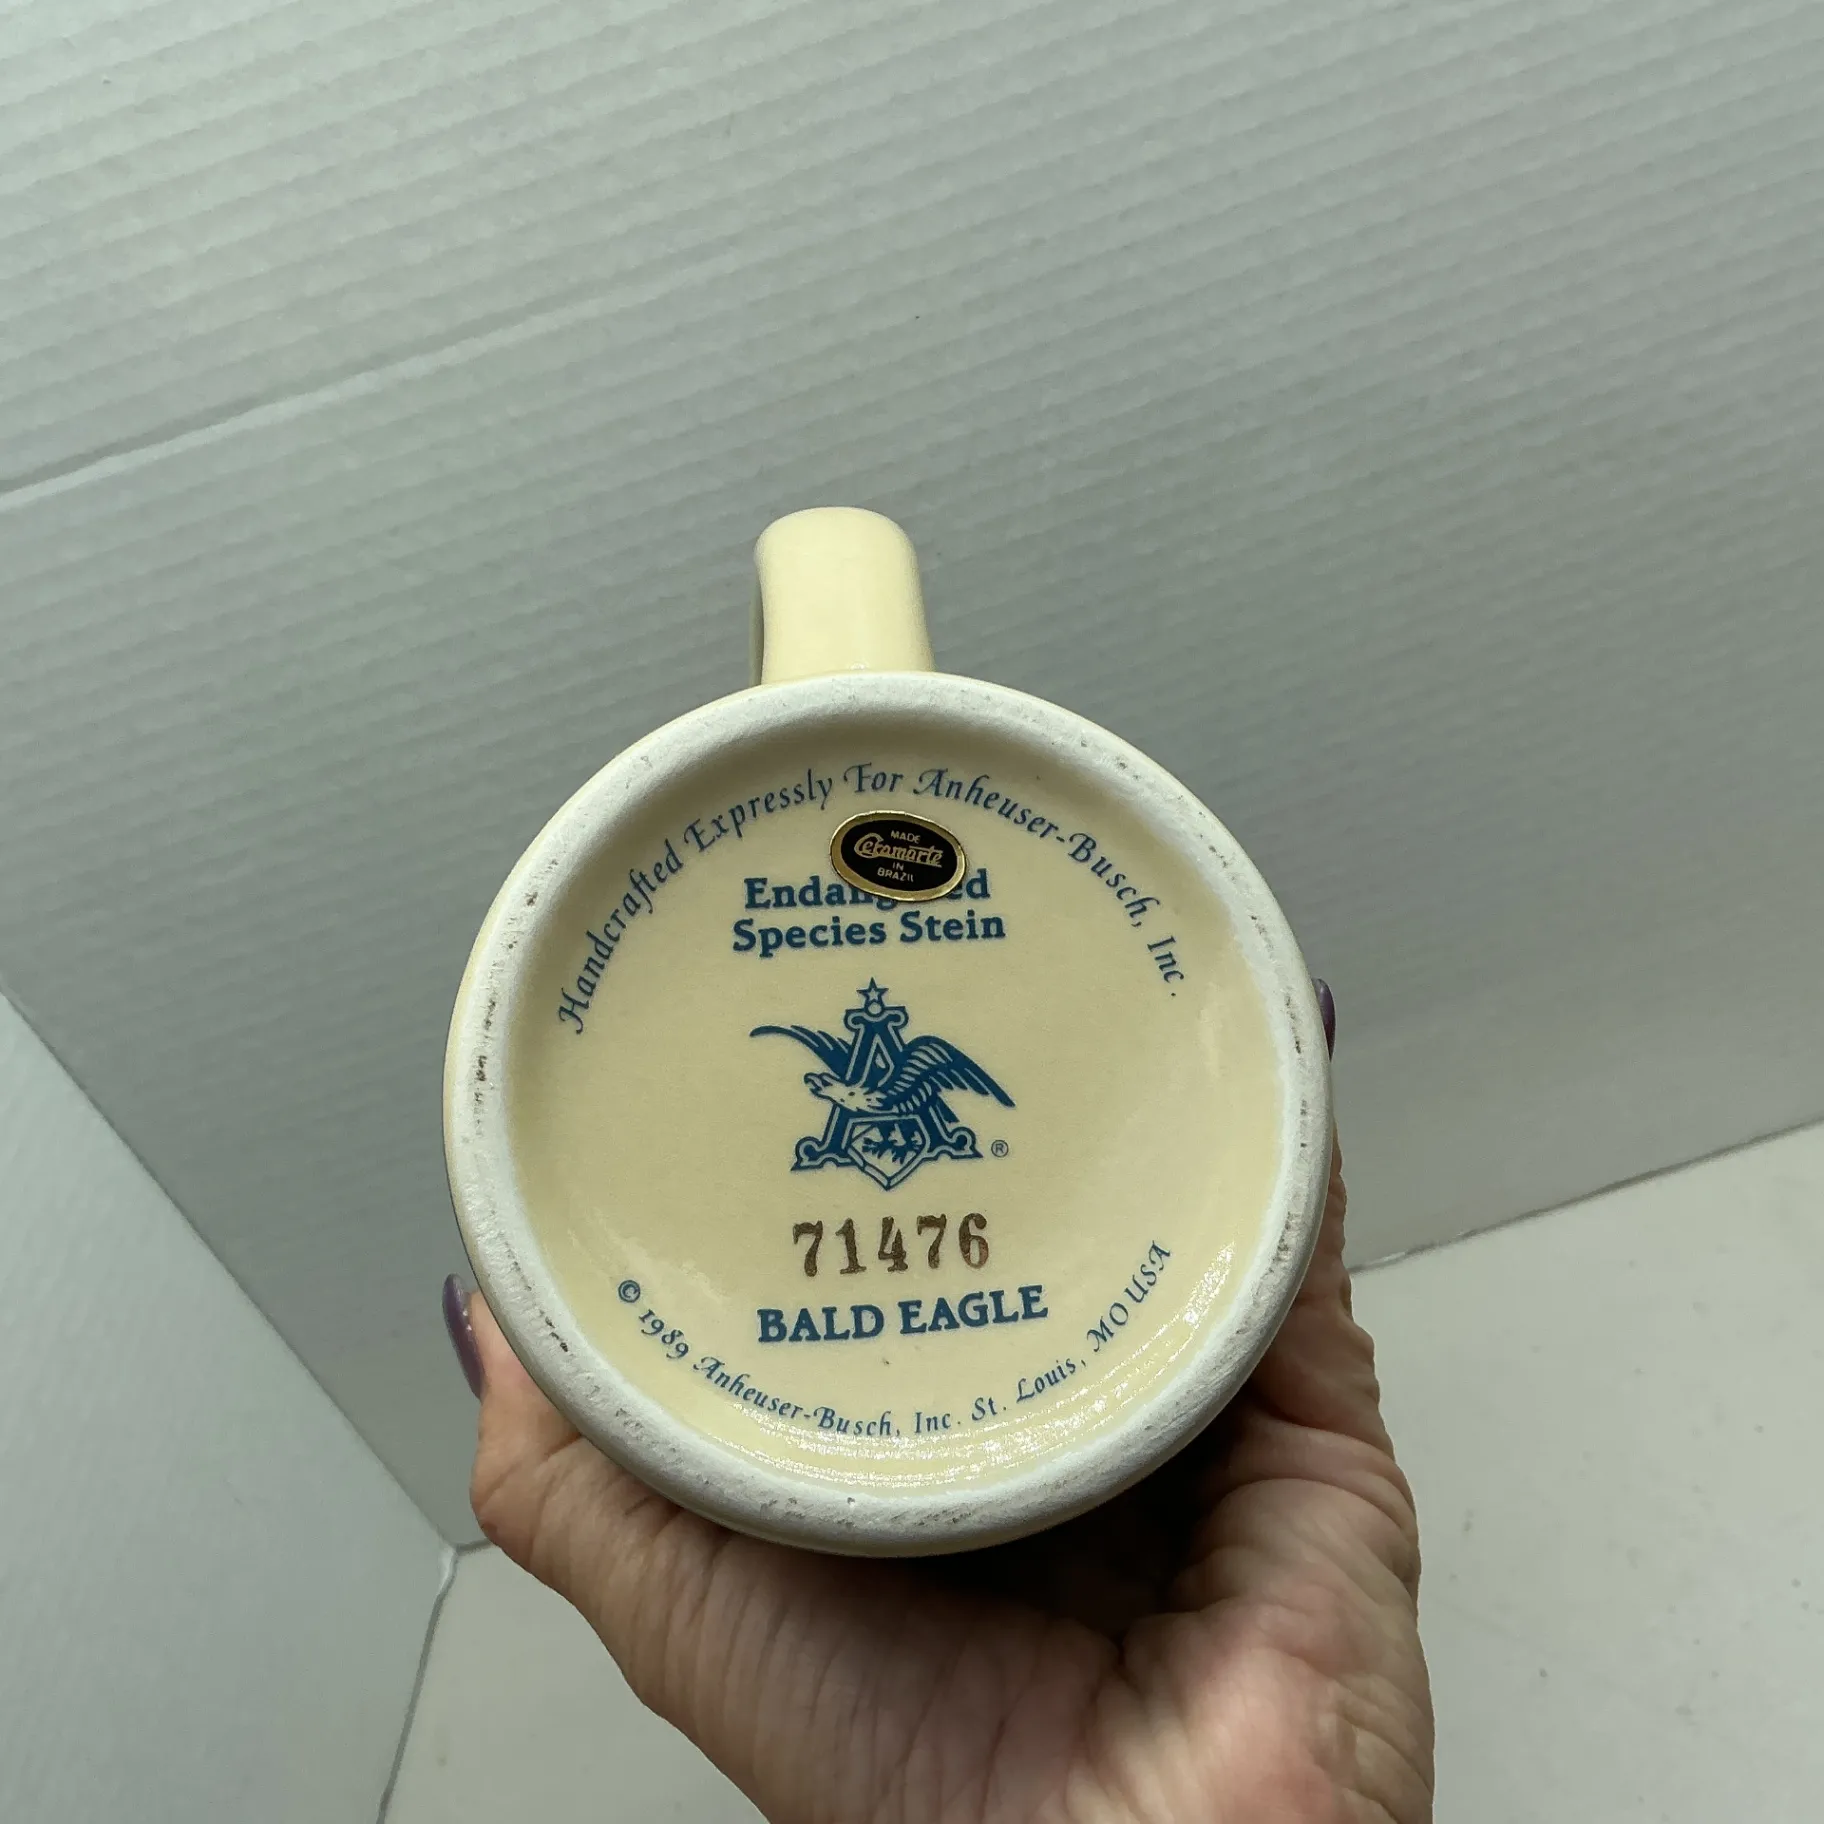 Handcrafted Expressly For Anheuser-Busch, Inc.
MADE
Ceramarte
IN
BRAZIL
Species Stein
A
®
71476
BALD EAGLE
© 1989 Anheuser-Busch, Inc. St. Louis, MO USA